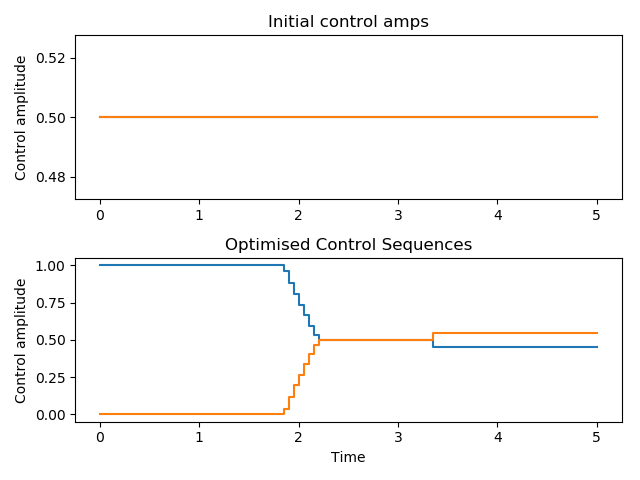 Initial control amps
Control amplitude
0.52
0.50
0.48
0 1 2 3 4 5
Optimised Control Sequences
Control amplitude
1.00
0.75
0.50
0.25
0.00
0 1 2 3 4 5
Time